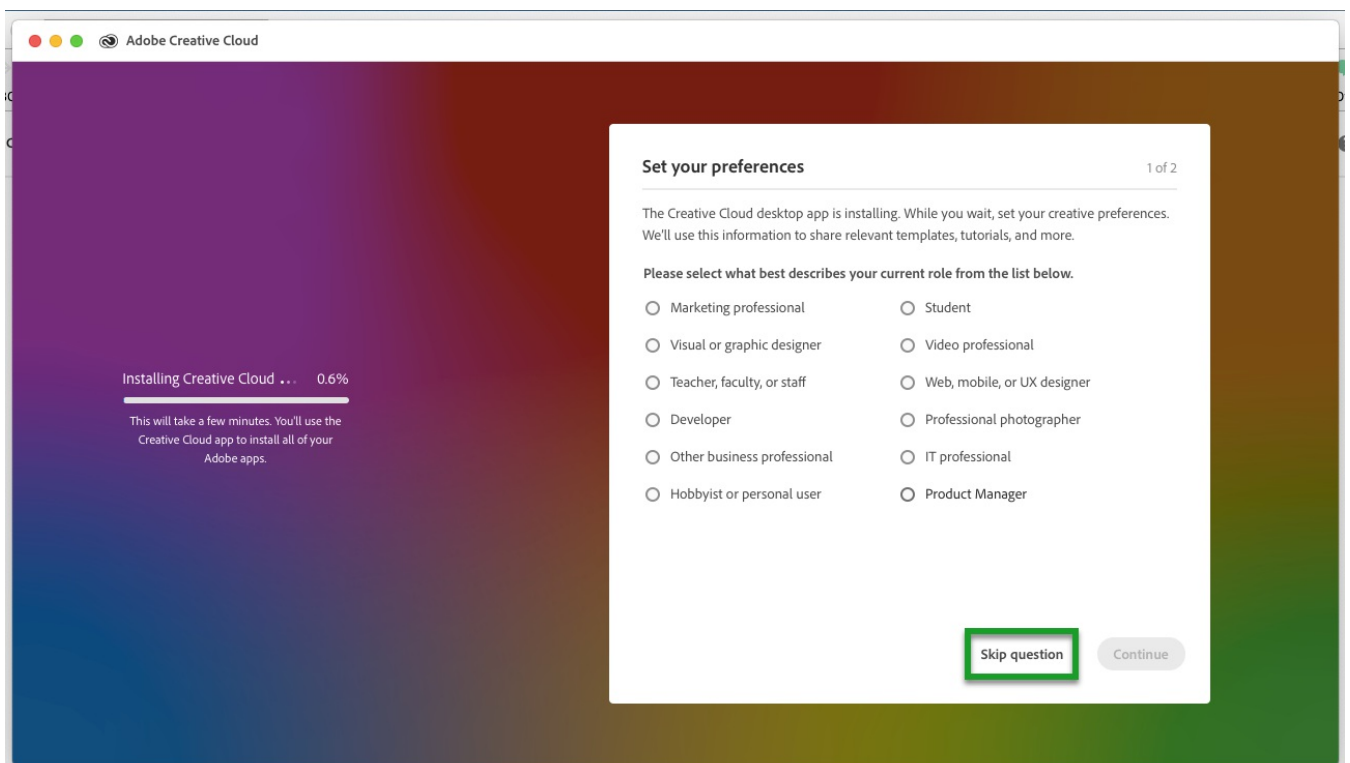 Adobe Creative Cloud
Set your preferences
1 of 2
The Creative Cloud desktop app is installing. While you wait, set your creative preferences.
We'll use this information to share relevant templates, tutorials, and more.
Please select what best describes your current role from the list below.
Marketing professional
Student
Visual or graphic designer
Video professional
Teacher, faculty, or staff
Web, mobile, or UX designer
Developer
Professional photographer
Other business professional
IT professional
Hobbyist or personal user
Product Manager
Installing Creative Cloud ... 0.6%
This will take a few minutes. You'll use the
Creative Cloud app to install all of your
Adobe apps.
Skip question
Continue